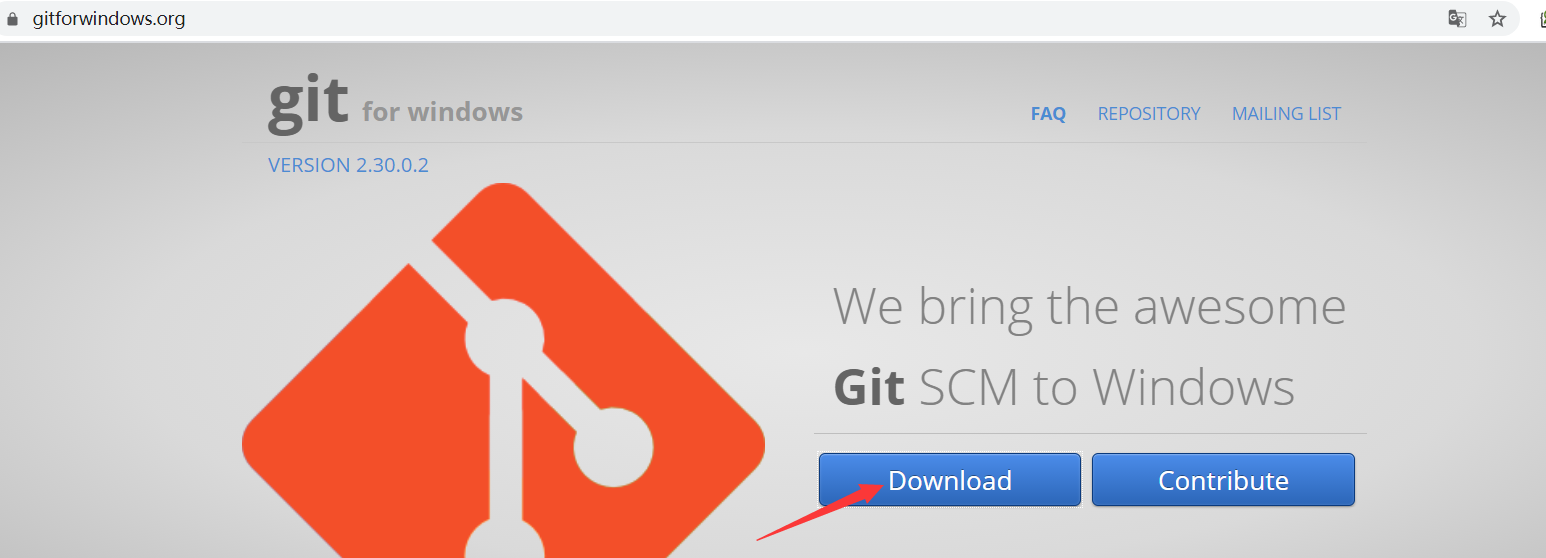 gitforwindows.org
git for windows
FAQ REPOSITORY MAILING LIST
VERSION 2.30.0.2
We bring the awesome
Git SCM to Windows
Download Contribute